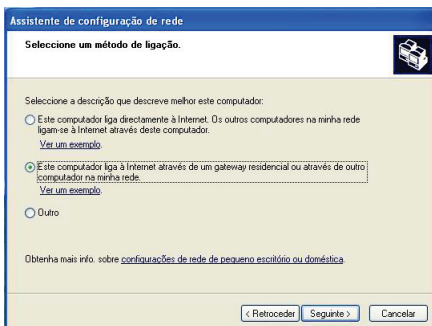 Assistente de configuração de rede
Seleccione um método de ligação.
Seleccione a descrição que descreve melhor este computador:
Este computador liga directamente à Internet. Os outros computadores na minha rede
ligam-se à Internet através deste computador.
Ver um exemplo.
Este computador liga à Internet através de um gateway residencial ou através de outro
computador na minha rede.
Ver um exemplo.
Outro
Obtenha mais info. sobre configurações de rede de pequeno escritório ou doméstica.
< Retroceder Seguinte > Cancelar